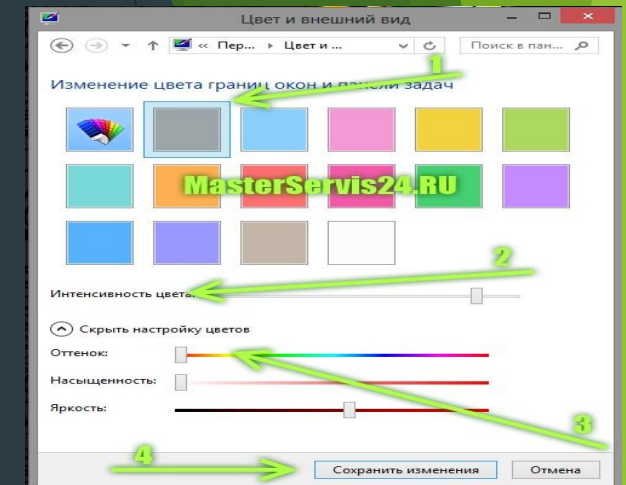 Цвет и внешний вид
« Пер... ▸ Цвет и ...
Поиск в пан...
1
Изменение цвета границ окон и панели задач
MasterServis24.RU
2
Интенсивность цвета:
Скрыть настройку цветов
Оттенок:
Насыщенность:
Яркость:
3
4
Сохранить изменения
Отмена